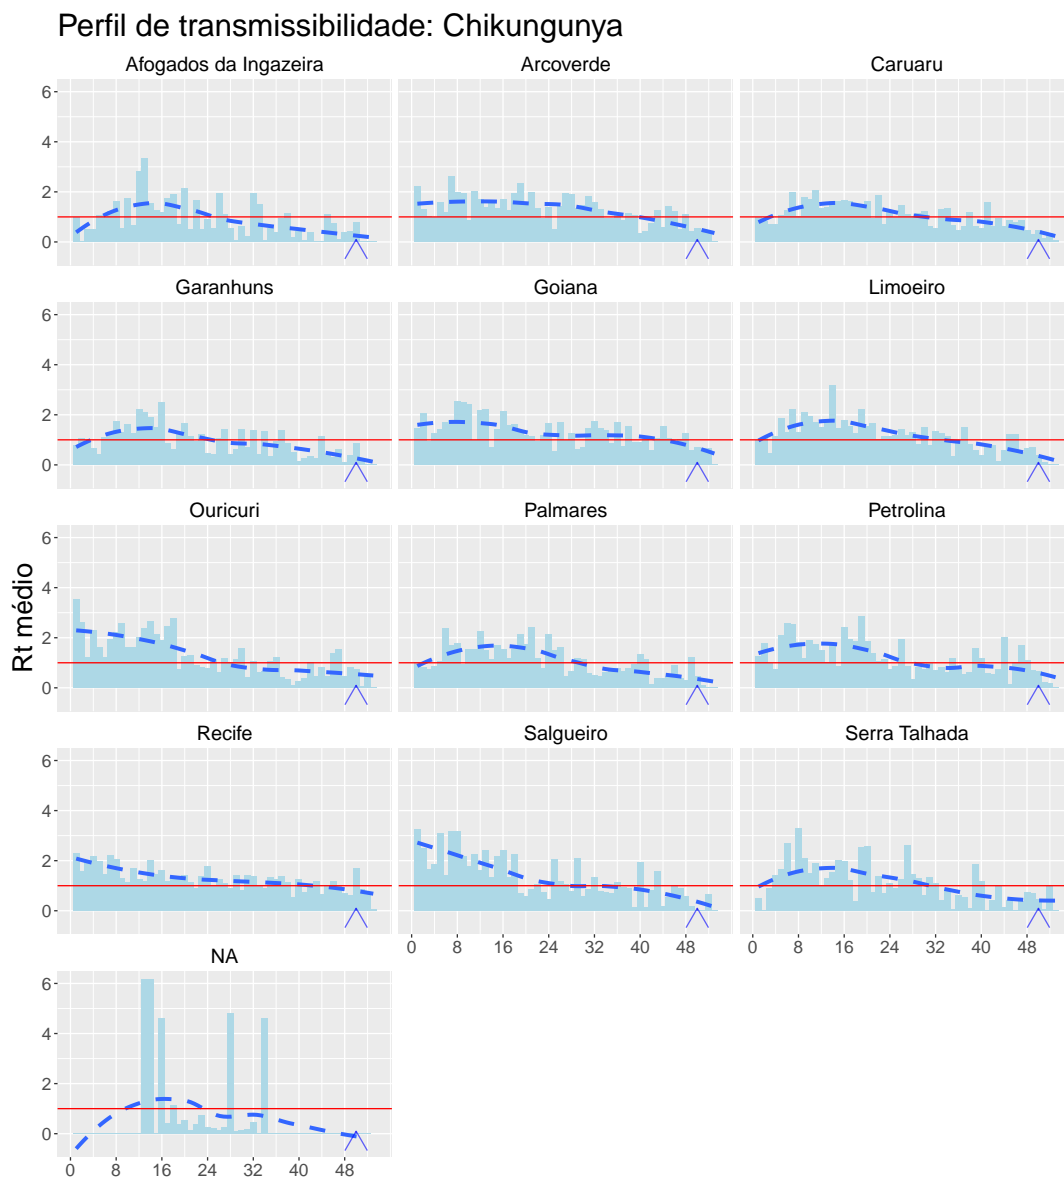 Perfil de transmissibilidade: Chikungunya
Afogados da Ingazeira Arcoverde Caruaru
6
4
2
0
Garanhuns Goiana Limoeiro
6
4
2
0
Ouricuri Palmares Petrolina
6
4
2
0
Rt médio
Recife Salgueiro Serra Talhada
6
4
2
0
0 8 16 24 32 40 48 0 8 16 24 32 40 48
NA
6
4
2
0
0 8 16 24 32 40 48